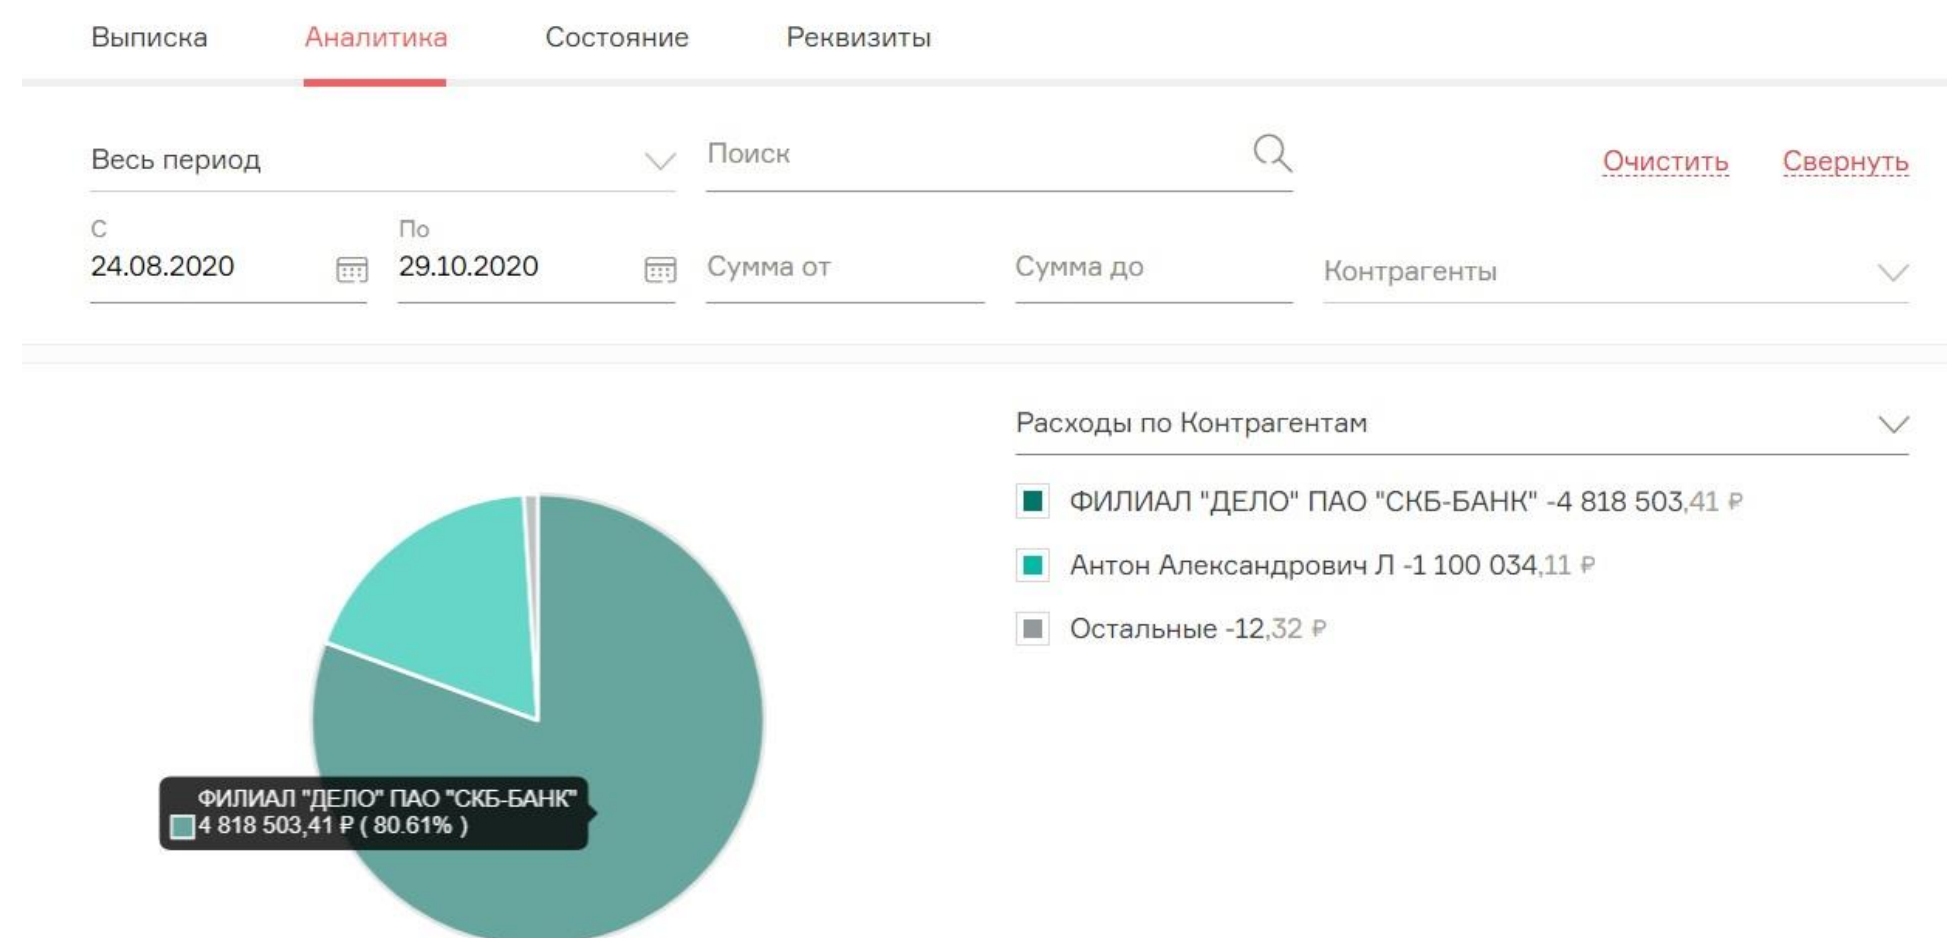 Выписка Аналитика Состояние Реквизиты
Весь период Поиск Очистить Свернуть
С По
24.08.2020 29.10.2020 Сумма от Сумма до Контрагенты
Расходы по Контрагентам
ФИЛИАЛ "ДЕЛО" ПАО "СКБ-БАНК" -4 818 503,41 ₽
Антон Александрович Л -1 100 034,11 ₽
Остальные -12,32 ₽
ФИЛИАЛ "ДЕЛО" ПАО "СКБ-БАНК"
4 818 503,41 ₽ ( 80.61% )